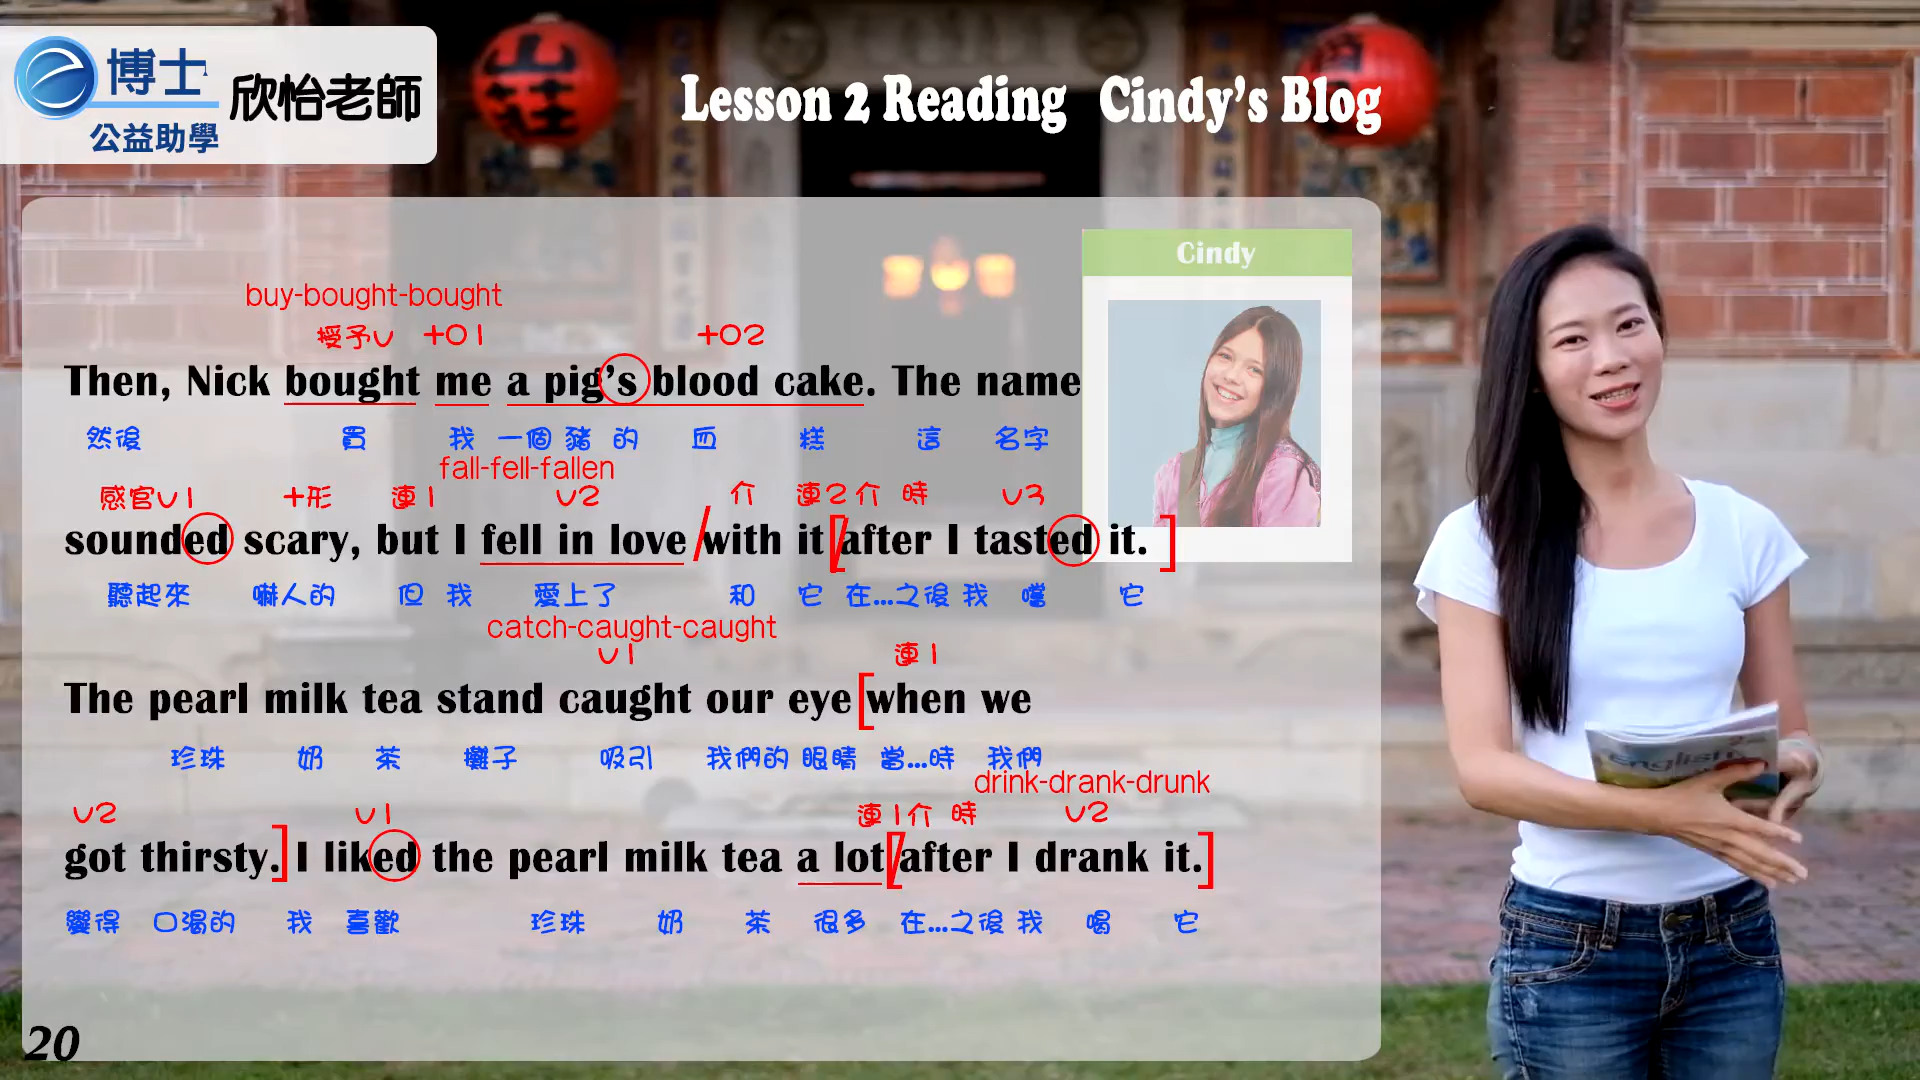 博士
公益助學
欣怡老師
山莊
Lesson 2 Reading Cindy's Blog
Cindy
buy-bought-bought
授予V +O1 +O2
Then, Nick bought me a pig's blood cake. The name
然後 買 我 一個 豬 的 血 糕 這 名字
fall-fell-fallen
感官V1 +形 連1 V2 介 連2 介 時 V3
sounded scary, but I fell in love with it after I tasted it.
聽起來 嚇人的 但 我 愛上了 和 它 在...之後 我 嚐 它
catch-caught-caught
V1 連1
The pearl milk tea stand caught our eye when we
珍珠 奶 茶 攤子 吸引 我們的 眼睛 當...時 我們
drink-drank-drunk
V2 V1 連1 介 時 V2
got thirsty. I liked the pearl milk tea a lot after I drank it.
變得 口渴的 我 喜歡 珍珠 奶 茶 很多 在...之後 我 喝 它
20
English